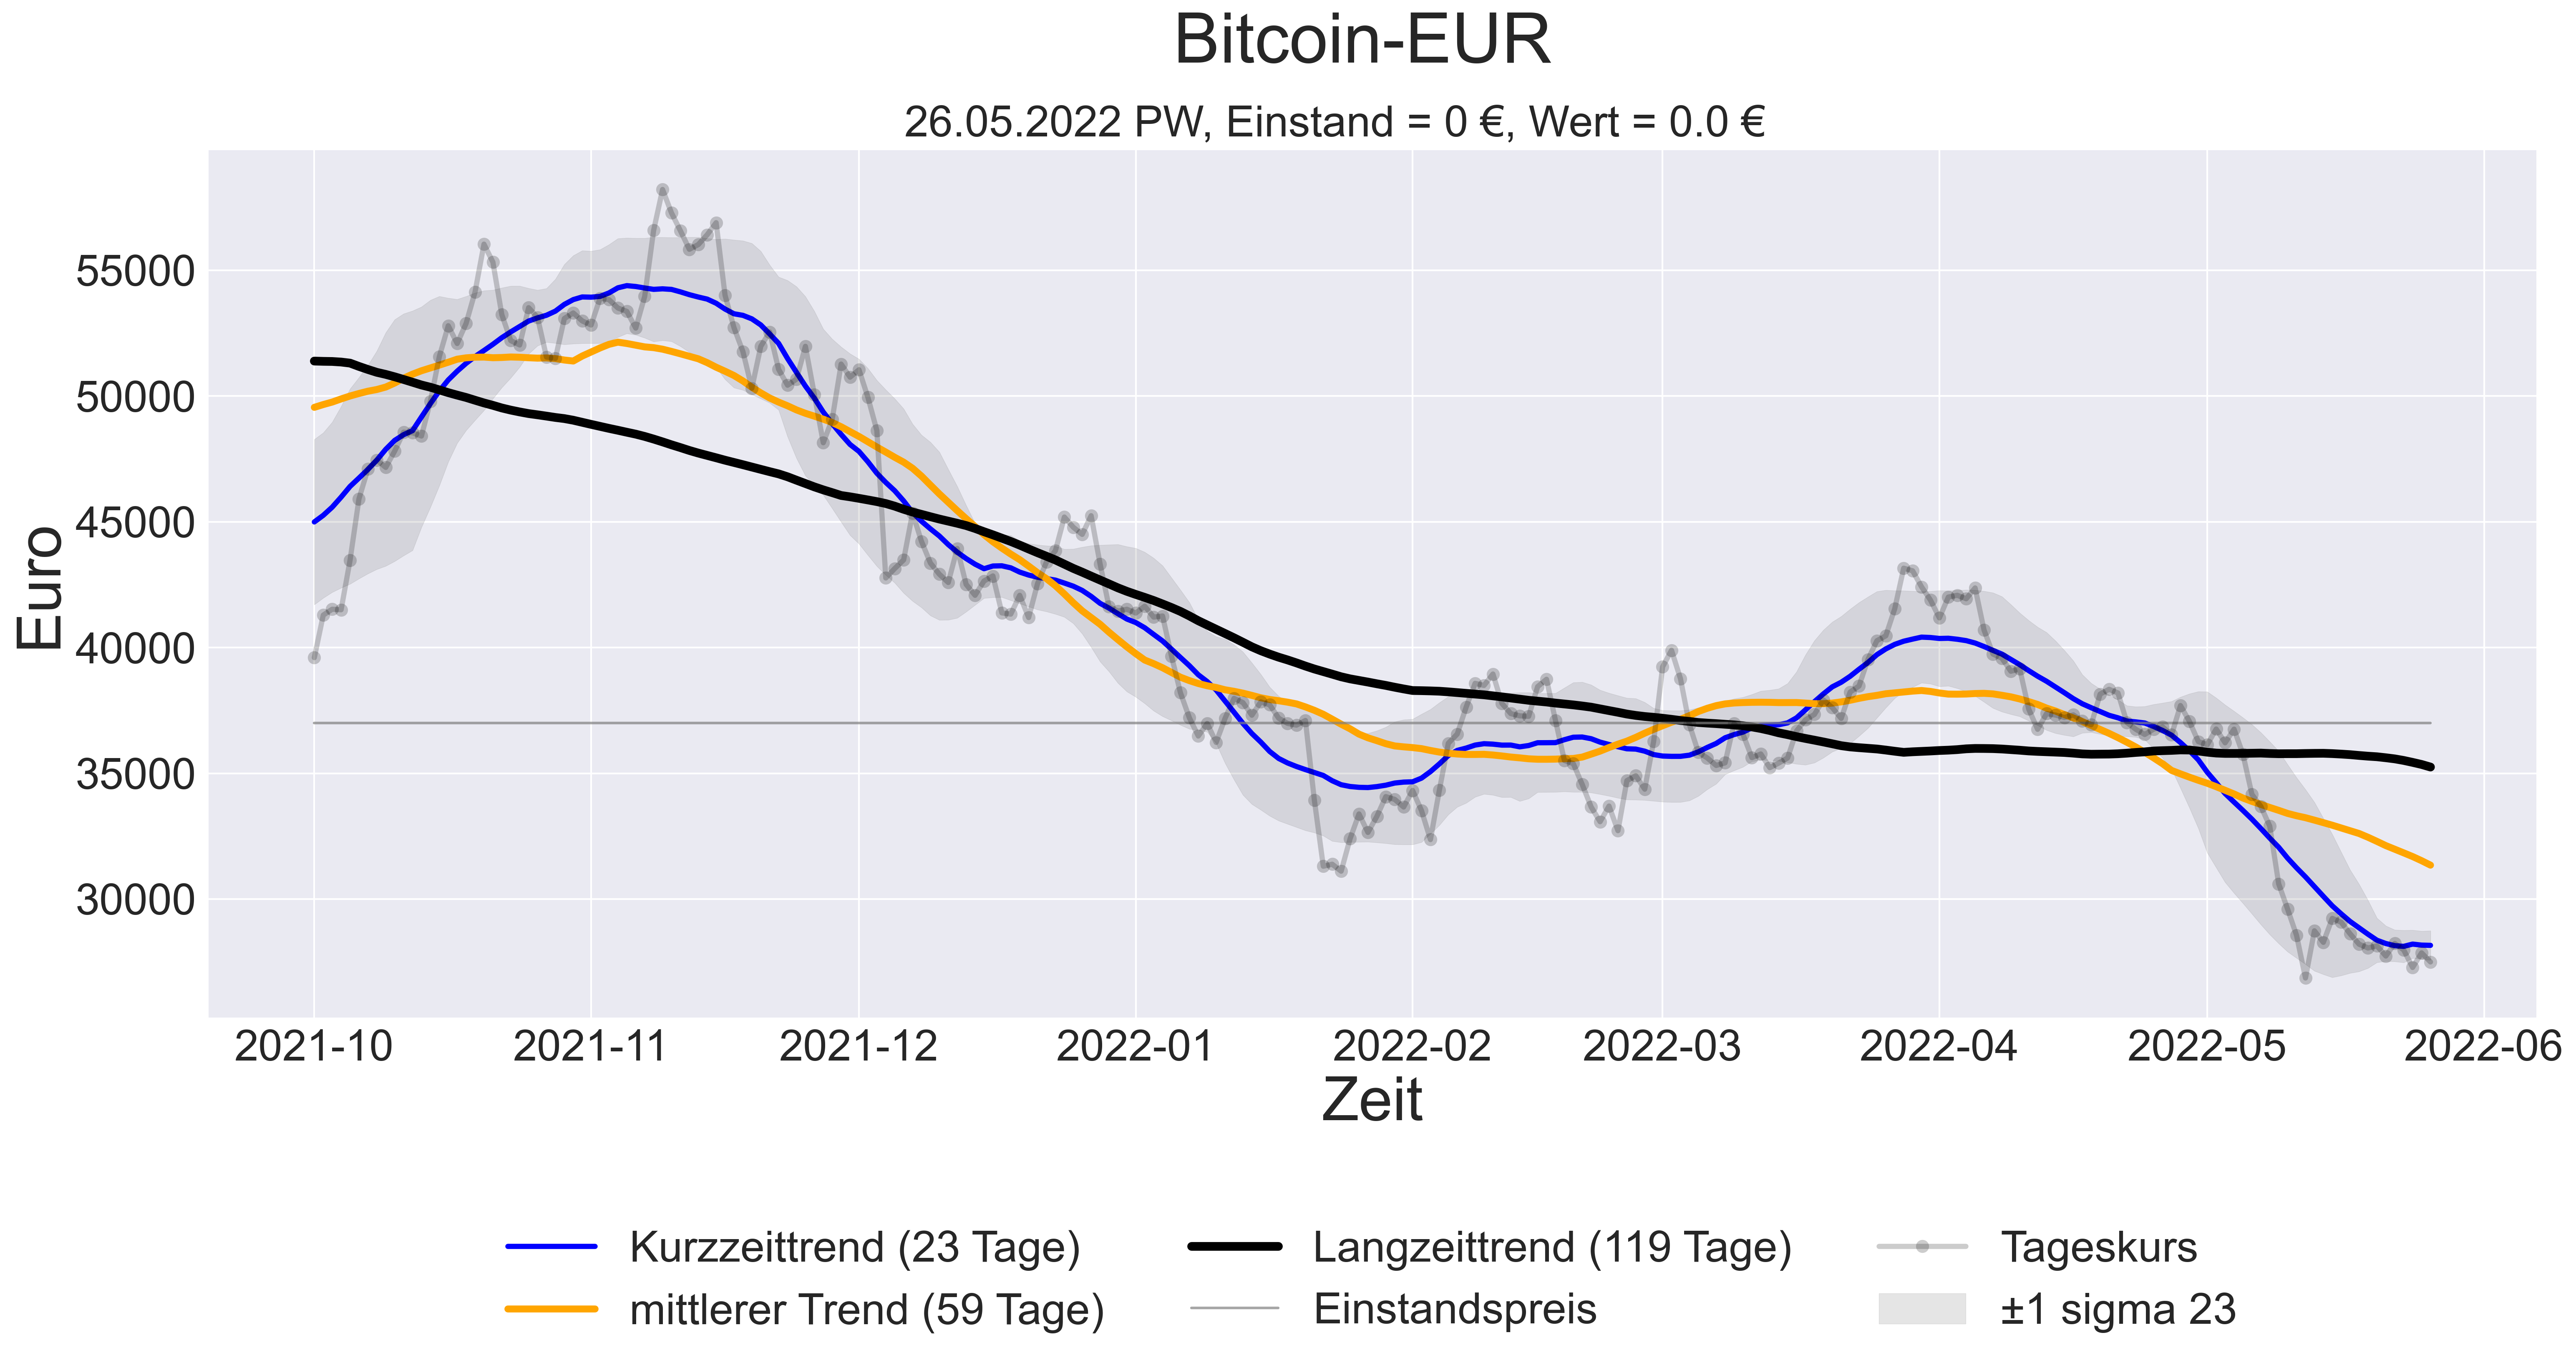 Bitcoin-EUR
26.05.2022 PW, Einstand = 0 €, Wert = 0.0 €
55000
50000
45000
40000
35000
30000
Euro
2021-10 2021-11 2021-12 2022-01 2022-02 2022-03 2022-04 2022-05 2022-06
Zeit
Kurzzeittrend (23 Tage) Langzeittrend (119 Tage) Tageskurs
mittlerer Trend (59 Tage) Einstandspreis ±1 sigma 23